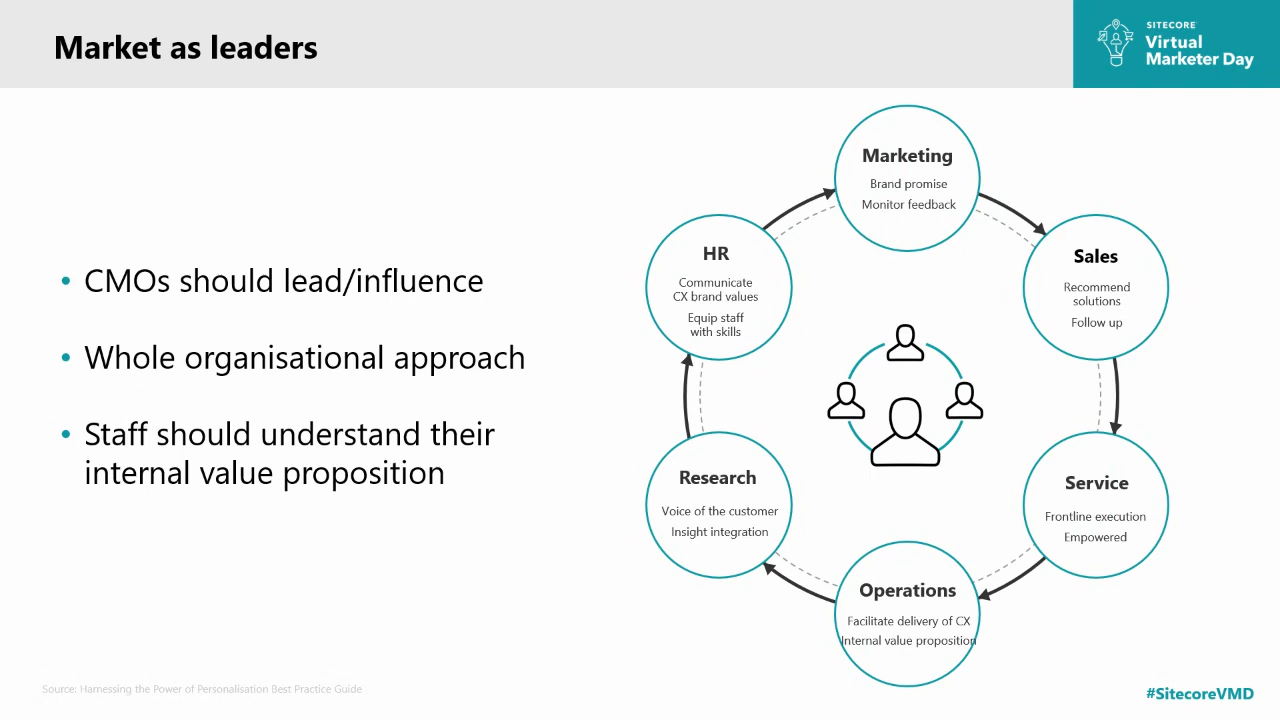 Market as leaders
SITECORE
Virtual
Marketer Day
• CMOs should lead/influence
• Whole organisational approach
• Staff should understand their
internal value proposition
Marketing
Brand promise
Monitor feedback
Sales
Recommend
solutions
Follow up
Service
Frontline execution
Empowered
Operations
Facilitate delivery of CX
Internal value proposition
Research
Voice of the customer
Insight integration
HR
Communicate
CX brand values
Equip staff
with skills
Source: Harnessing the Power of Personalisation Best Practice Guide
#SitecoreVMD